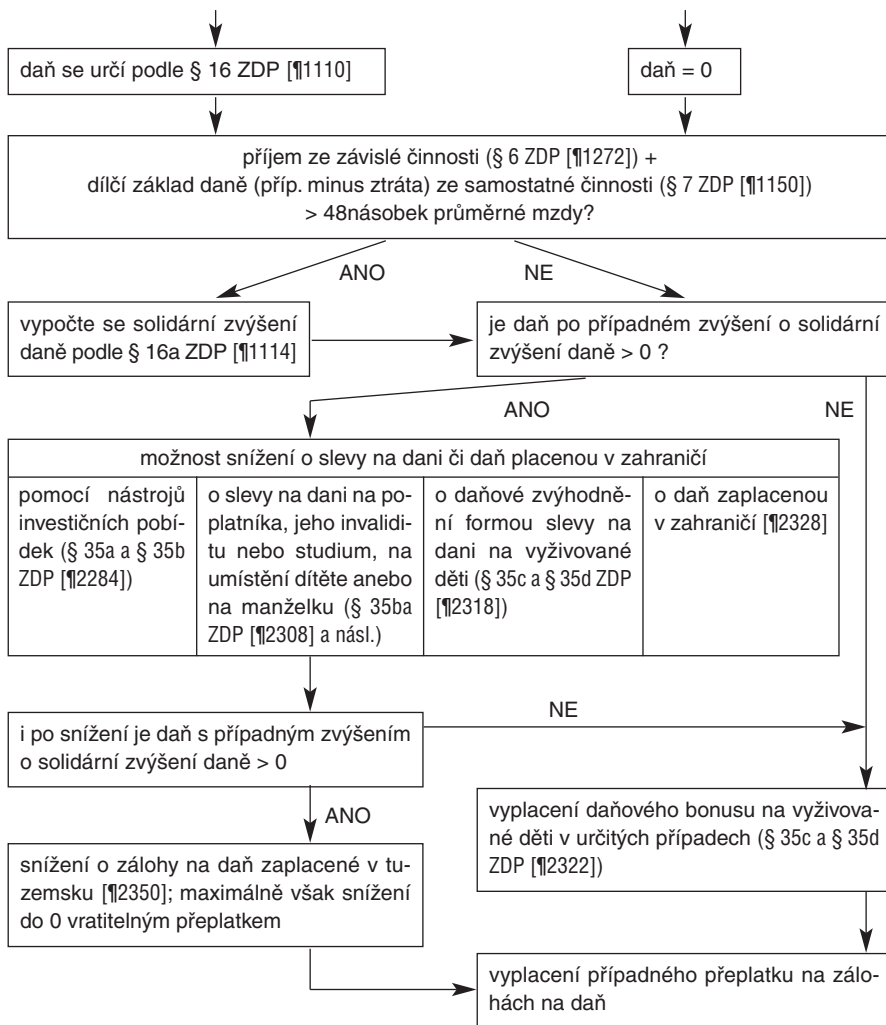 daň se určí podle § 16 ZDP [¶1110]
daň = 0
příjem ze závislé činnosti (§ 6 ZDP [¶1272]) +
dílčí základ daně (příp. minus ztráta) ze samostatné činnosti (§ 7 ZDP [¶1150])
> 48násobek průměrné mzdy?
ANO
NE
vypočte se solidární zvýšení
daně podle § 16a ZDP [¶1114]
je daň po případném zvýšení o solidární
zvýšení daně > 0 ?
ANO
NE
možnost snížení o slevy na dani či daň placenou v zahraničí
pomocí nástrojů
investičních pobí-
dek (§ 35a a § 35b
ZDP [¶2284])
o slevy na dani na po-
platníka, jeho invalidi-
tu nebo studium, na
umístění dítěte anebo
na manželku (§ 35ba
ZDP [¶2308] a násl.)
o daňové zvýhodně-
ní formou slevy na
dani na vyživované
děti (§ 35c a § 35d ZDP
[¶2318])
o daň zaplacenou
v zahraničí [¶2328]
i po snížení je daň s případným zvýšením
o solidární zvýšení daně > 0
NE
ANO
vyplacení daňového bonusu na vyživova-
né děti v určitých případech (§ 35c a § 35d
ZDP [¶2322])
snížení o zálohy na daň zaplacené v tu-
zemsku [¶2350]; maximálně však snížení
do 0 vratitelným přeplatkem
vyplacení případného přeplatku na zálo-
hách na daň